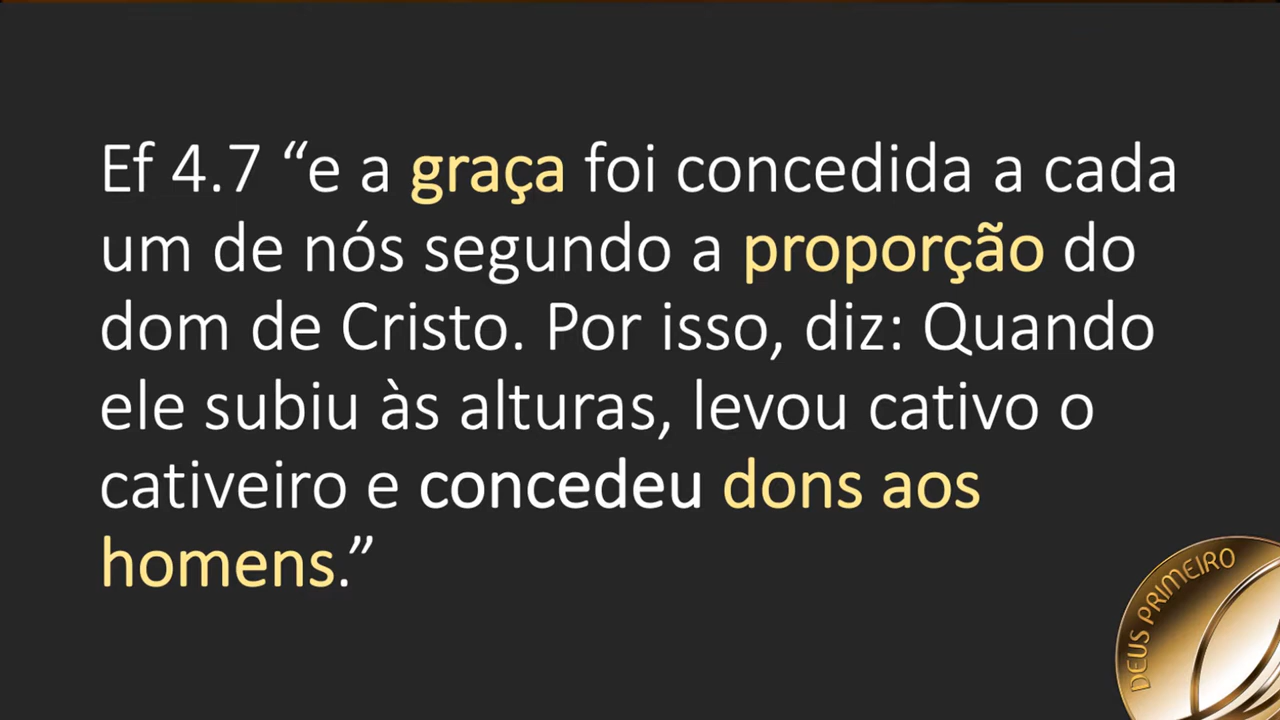 Ef 4.7 “e a graça foi concedida a cada
um de nós segundo a proporção do
dom de Cristo. Por isso, diz: Quando
ele subiu às alturas, levou cativo o
cativeiro e concedeu dons aos
homens.”
DEUS PRIMEIRO